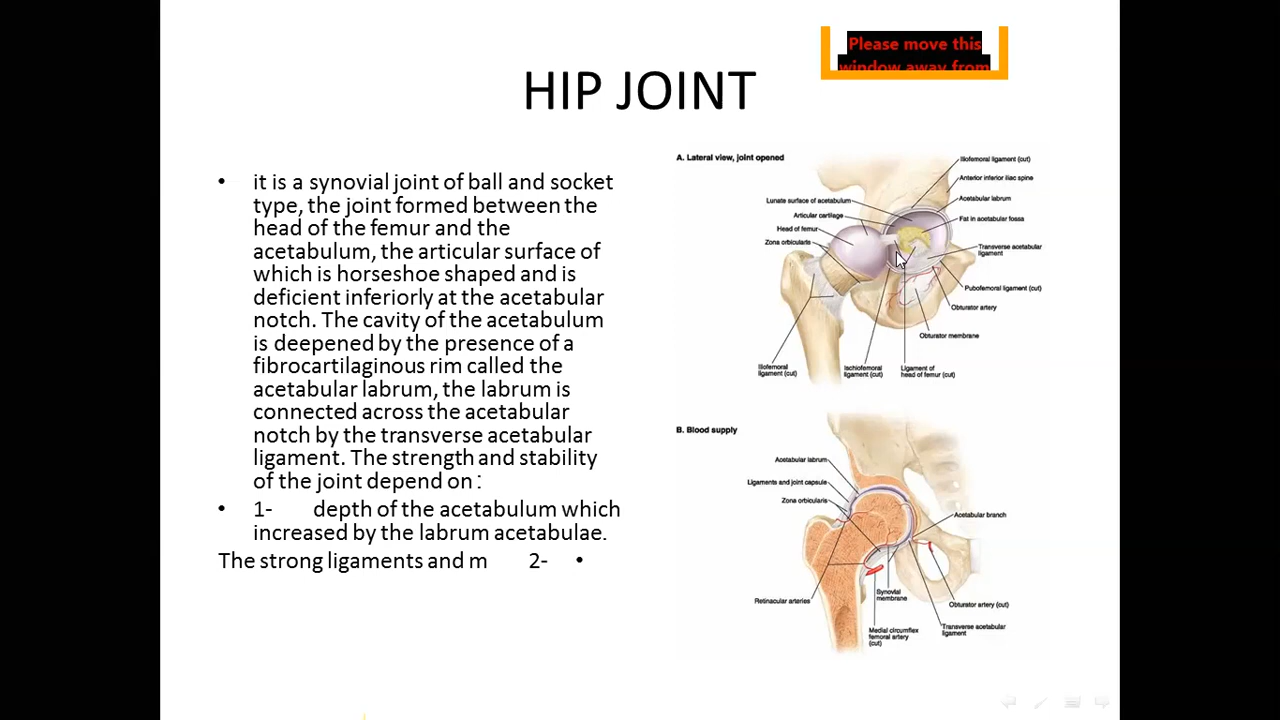 Please move this
window away from
HIP JOINT
• it is a synovial joint of ball and socket
type, the joint formed between the
head of the femur and the
acetabulum, the articular surface of
which is horseshoe shaped and is
deficient inferiorly at the acetabular
notch. The cavity of the acetabulum
is deepened by the presence of a
fibrocartilaginous rim called the
acetabular labrum, the labrum is
connected across the acetabular
notch by the transverse acetabular
ligament. The strength and stability
of the joint depend on :
• 1- depth of the acetabulum which
increased by the labrum acetabulae.
The strong ligaments and m 2- •
A. Lateral view, joint opened
Iliofemoral ligament (cut)
Anterior inferior iliac spine
Lunate surface of acetabulum
Acetabular labrum
Articular cartilage
Fat in acetabular fossa
Head of femur
Zona orbicularis
Transverse acetabular
ligament
Pubofemoral ligament (cut)
Obturator artery
Obturator membrane
Iliofemoral
ligament (cut)
Ischiofemoral
ligament (cut)
Ligament of
head of femur (cut)
B. Blood supply
Acetabular labrum
Ligaments and joint capsule
Zona orbicularis
Acetabular branch
Retinacular arteries
Synovial
membrane
Obturator artery (cut)
Medial circumflex
femoral artery
(cut)
Transverse acetabular
ligament